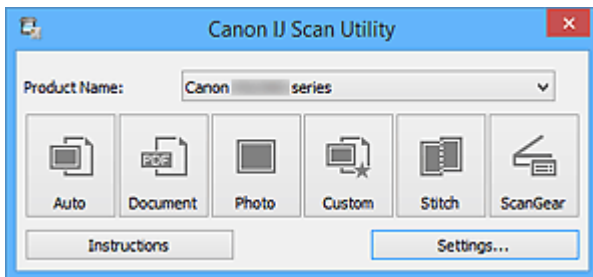 Canon IJ Scan Utility
Product Name: Canon series
PDF
Auto Document Photo Custom Stitch ScanGear
Instructions Settings...